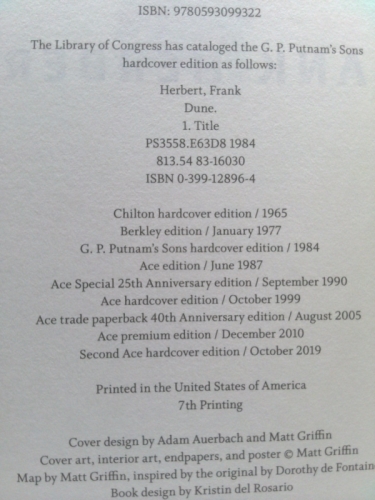 ISBN: 9780593099322
The Library of Congress has cataloged the G. P. Putnam's Sons
hardcover edition as follows:
Herbert, Frank
Dune.
1. Title
PS3558.E63D8 1984
813.54 83-16030
ISBN 0-399-12896-4
Chilton hardcover edition / 1965
Berkley edition / January 1977
G. P. Putnam's Sons hardcover edition / 1984
Ace edition / June 1987
Ace Special 25th Anniversary edition / September 1990
Ace hardcover edition / October 1999
Ace trade paperback 40th Anniversary edition / August 2005
Ace premium edition / December 2010
Second Ace hardcover edition / October 2019
Printed in the United States of America
7th Printing
Cover design by Adam Auerbach and Matt Griffin
Cover art, interior art, endpapers, and poster © Matt Griffin
Map by Matt Griffin, inspired by the original by Dorothy de Fontain
Book design by Kristin del Rosario